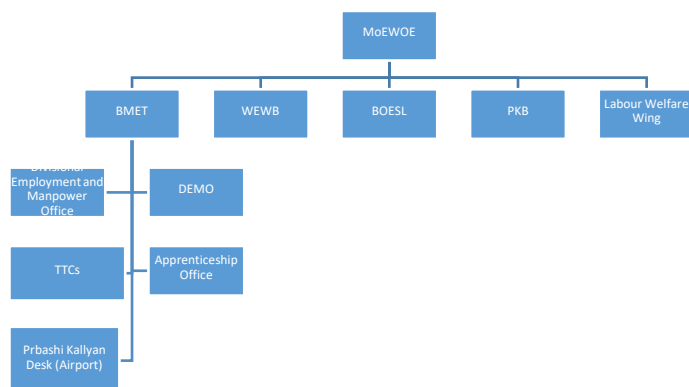 MoEWOE
BMET
WEWB
BOESL
PKB
Labour Welfare
Wing
Divisional
Employment and
Manpower
Office
DEMO
TTCs
Apprenticeship
Office
Prbashi Kallyan
Desk (Airport)